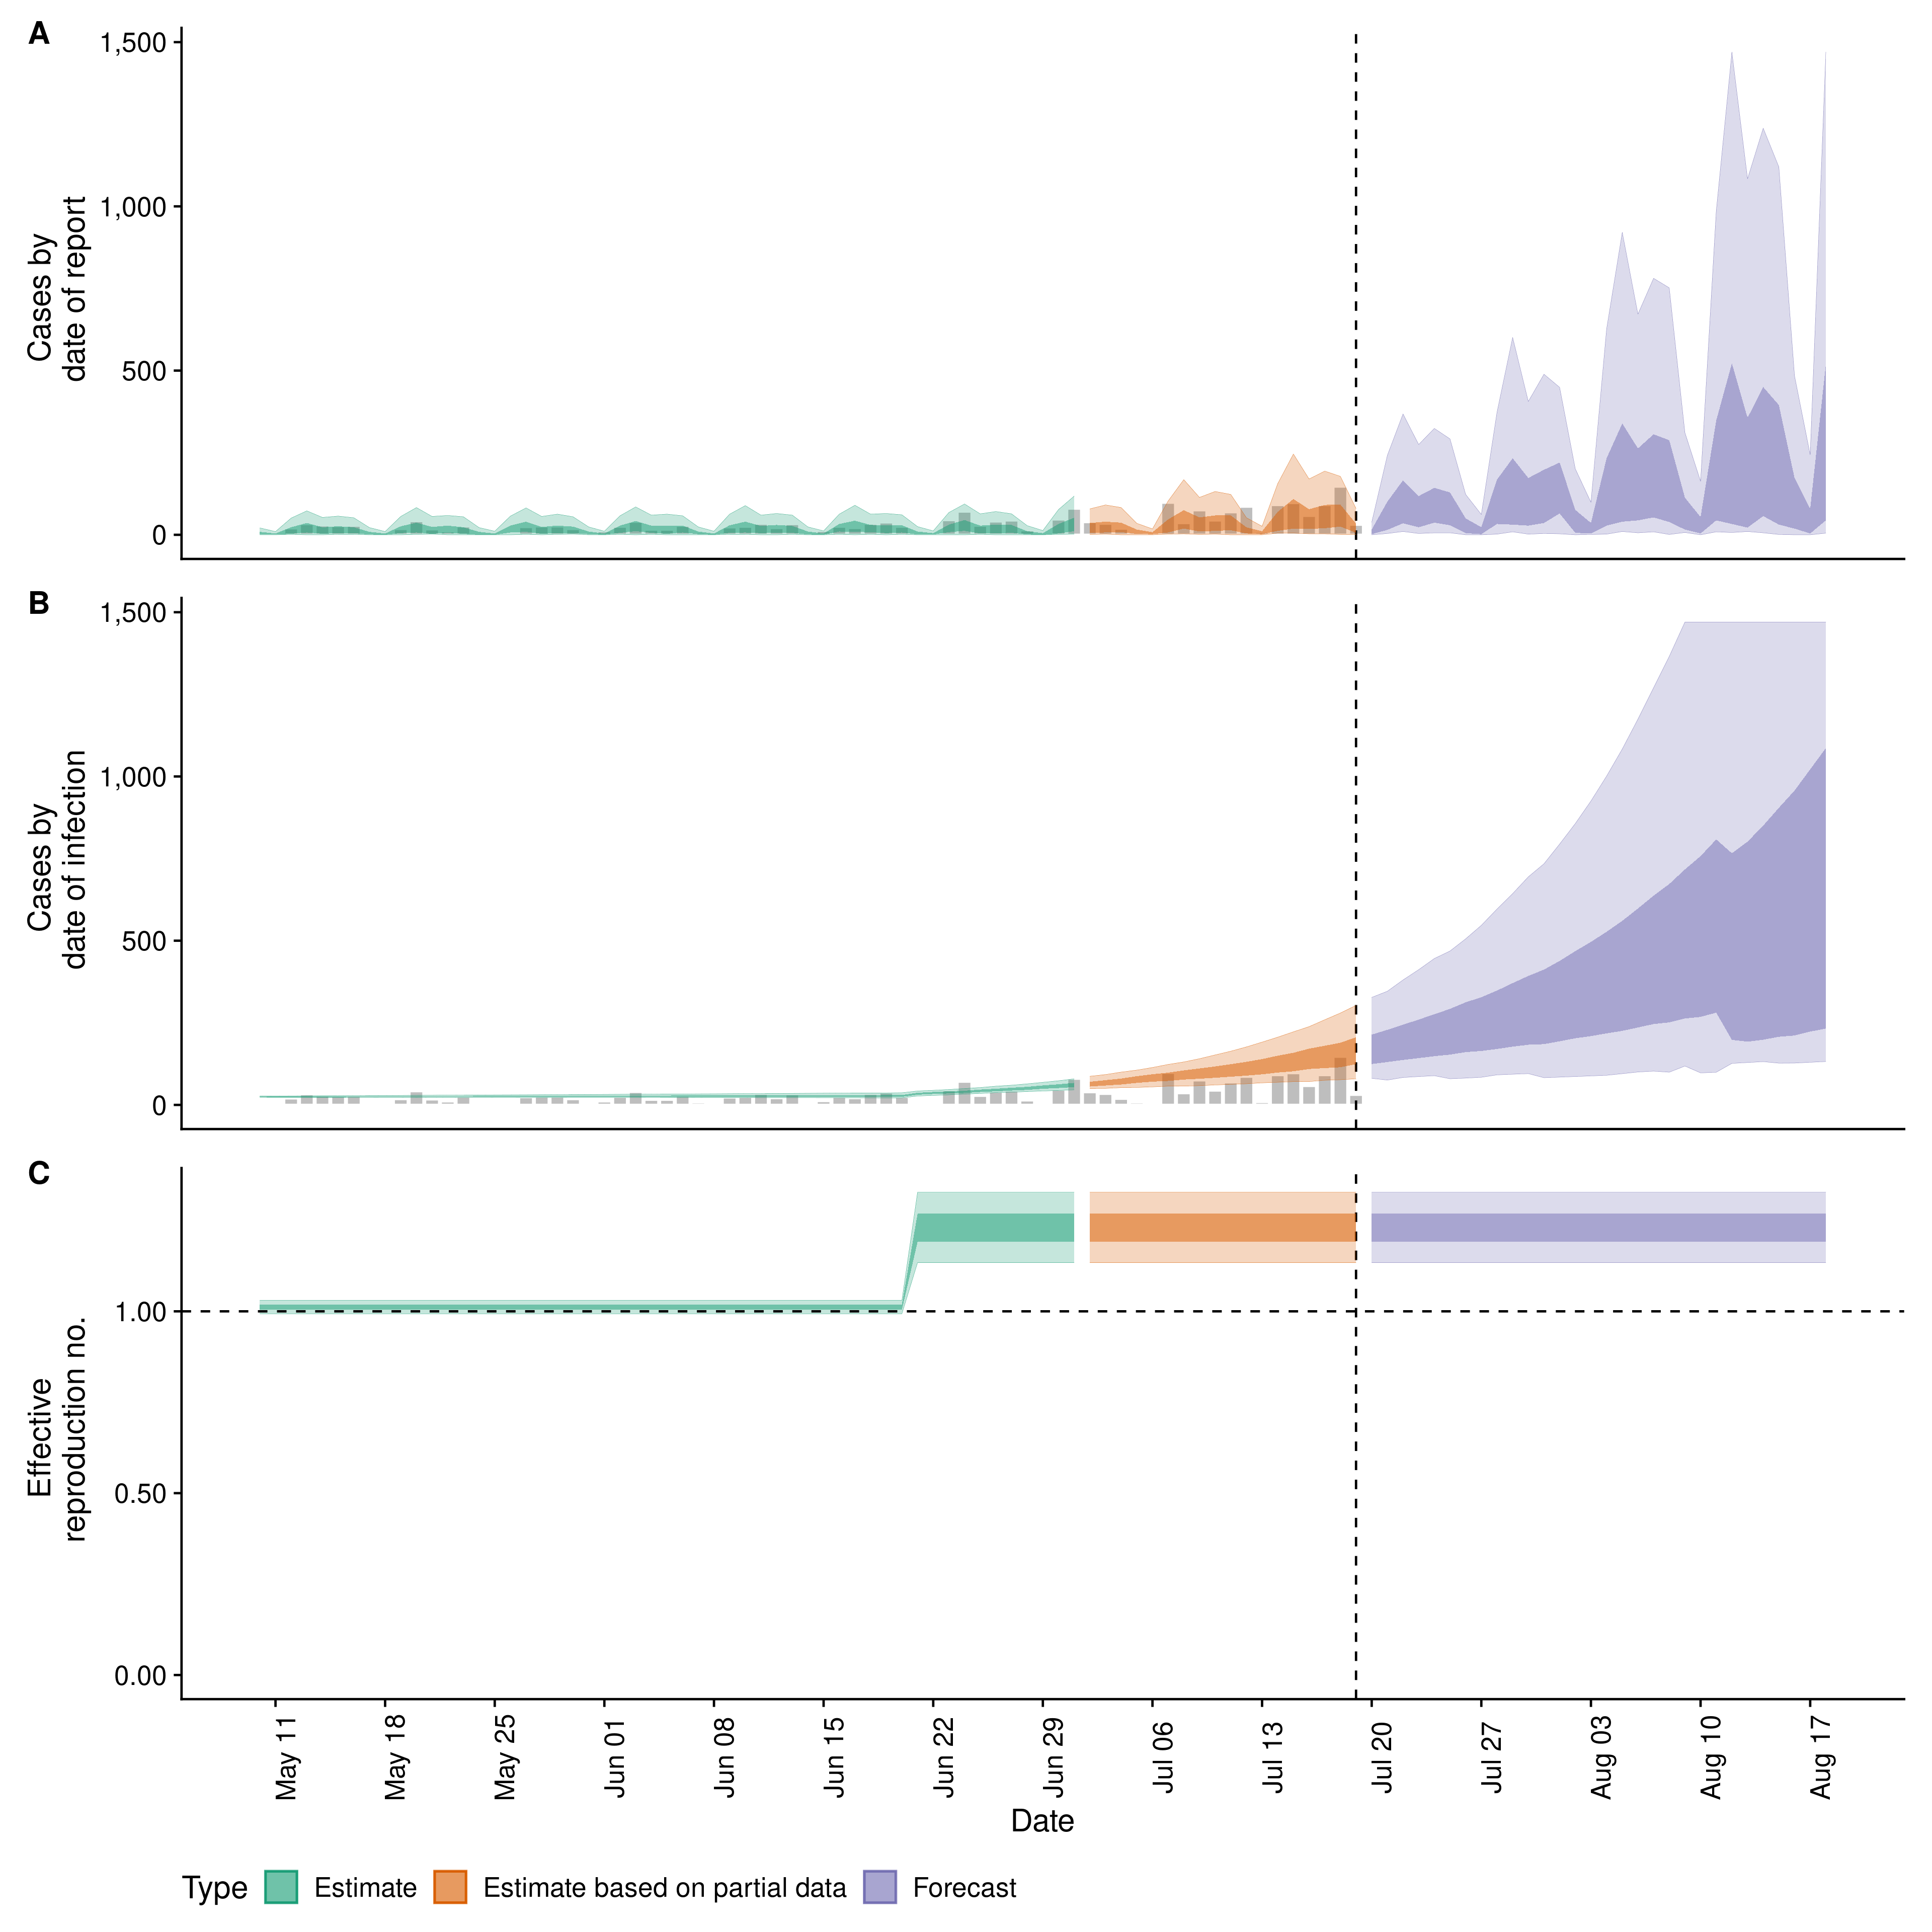 A
1,500
1,000
500
0
Cases by
date of report
B
1,500
1,000
500
0
Cases by
date of infection
C
1.00
0.50
0.00
Effective
reproduction no.
May 11
May 18
May 25
Jun 01
Jun 08
Jun 15
Jun 22
Jun 29
Jul 06
Jul 13
Jul 20
Jul 27
Aug 03
Aug 10
Aug 17
Date
Type Estimate Estimate based on partial data Forecast